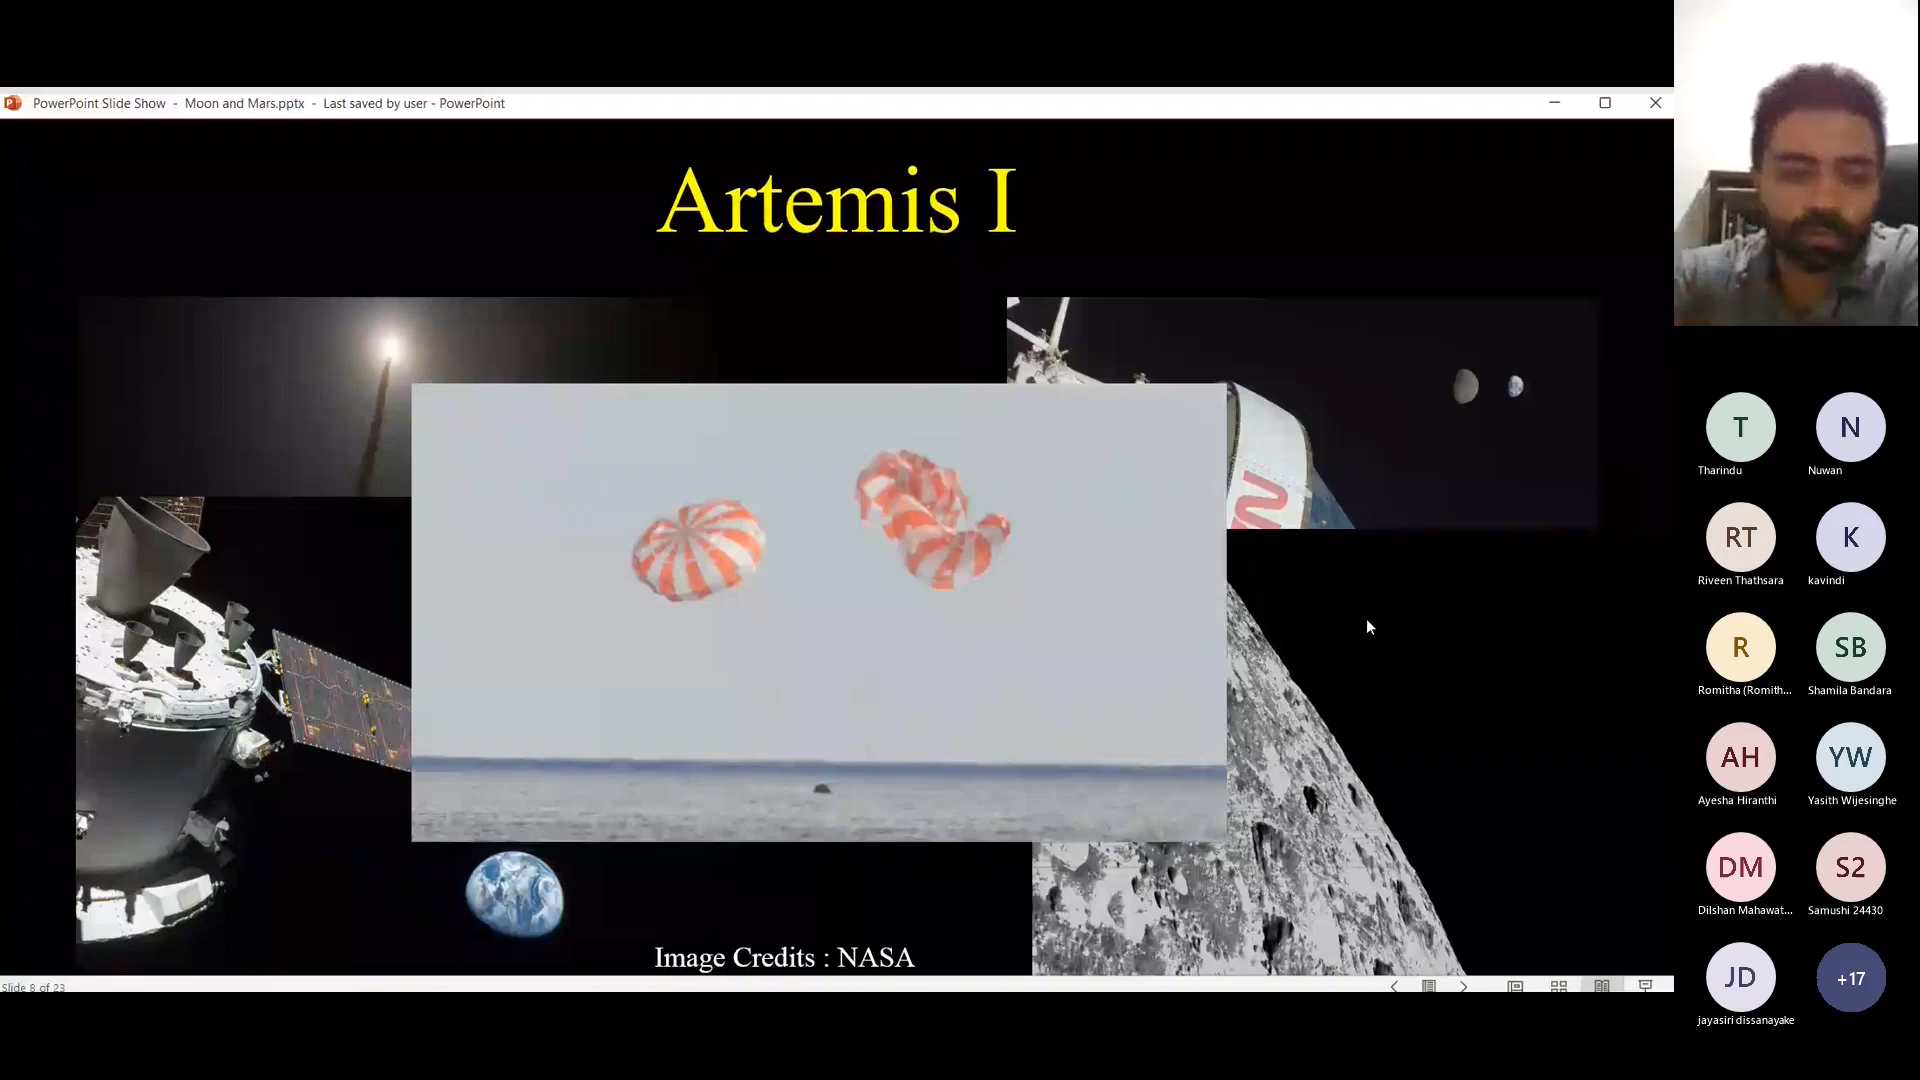 PowerPoint Slide Show - Moon and Mars.pptx - Last saved by user - PowerPoint
Artemis I
Image Credits : NASA
Slide 8 of 23
T
Tharindu
N
Nuwan
RT
Riveen Thathsara
K
kavindi
R
Romitha (Romith...
SB
Shamila Bandara
AH
Ayesha Hiranthi
YW
Yasith Wijesinghe
DM
Dilshan Mahawat...
S2
Samushi 24430
JD
jayasiri dissanayake
+17